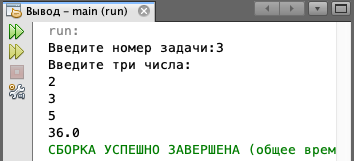 Вывод – main (run)
run:
Введите номер задачи:3
Введите три числа:
2
3
5
36.0
СБОРКА УСПЕШНО ЗАВЕРШЕНА (общее врем